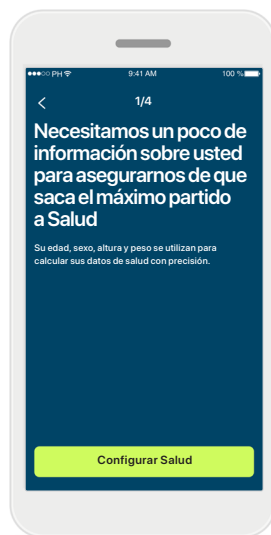 ●●●○○ PH 9:41 AM 100 %
1/4
Necesitamos un poco de
información sobre usted
para asegurarnos de que
saca el máximo partido
a Salud
Su edad, sexo, altura y peso se utilizan para
calcular sus datos de salud con precisión.
Configurar Salud